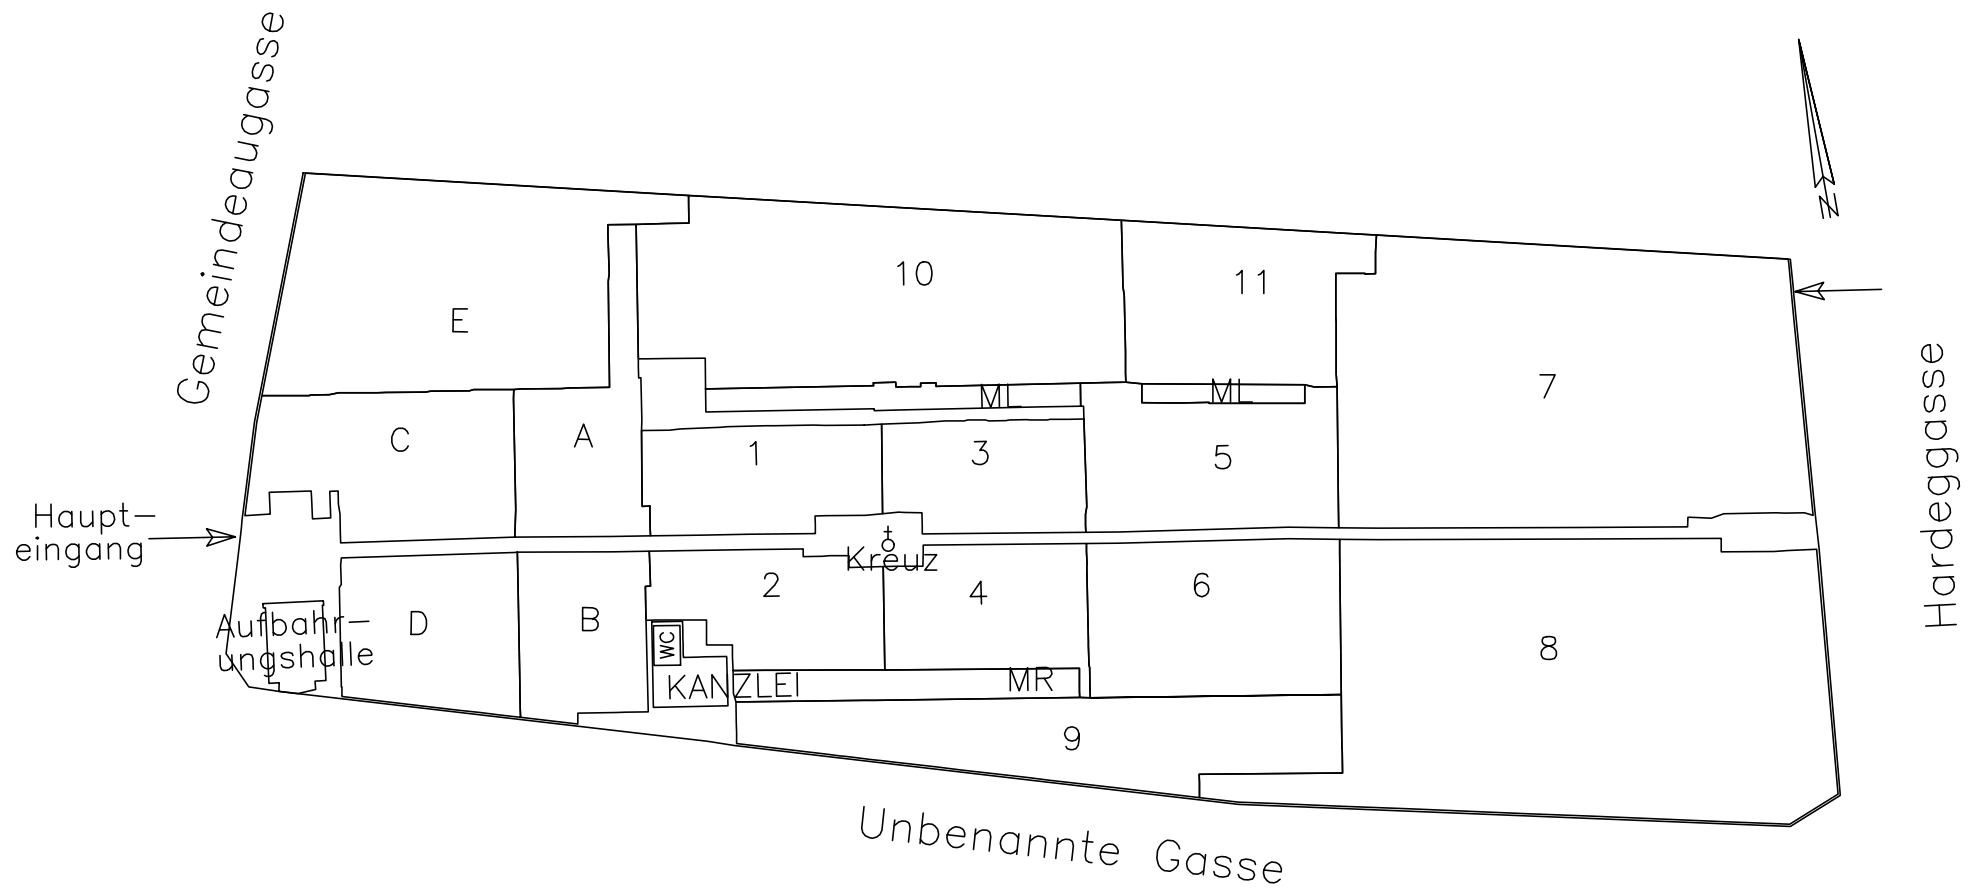 Gemeindeaugasse
N
10
11
E
7
ML
ML
C
A
1
3
5
Haupt-
eingang
Kreuz
2
4
6
Aufbahr-
ungshalle
D
B
WC
8
KANZLEI
MR
9
Hardeggasse
Unbenannte Gasse